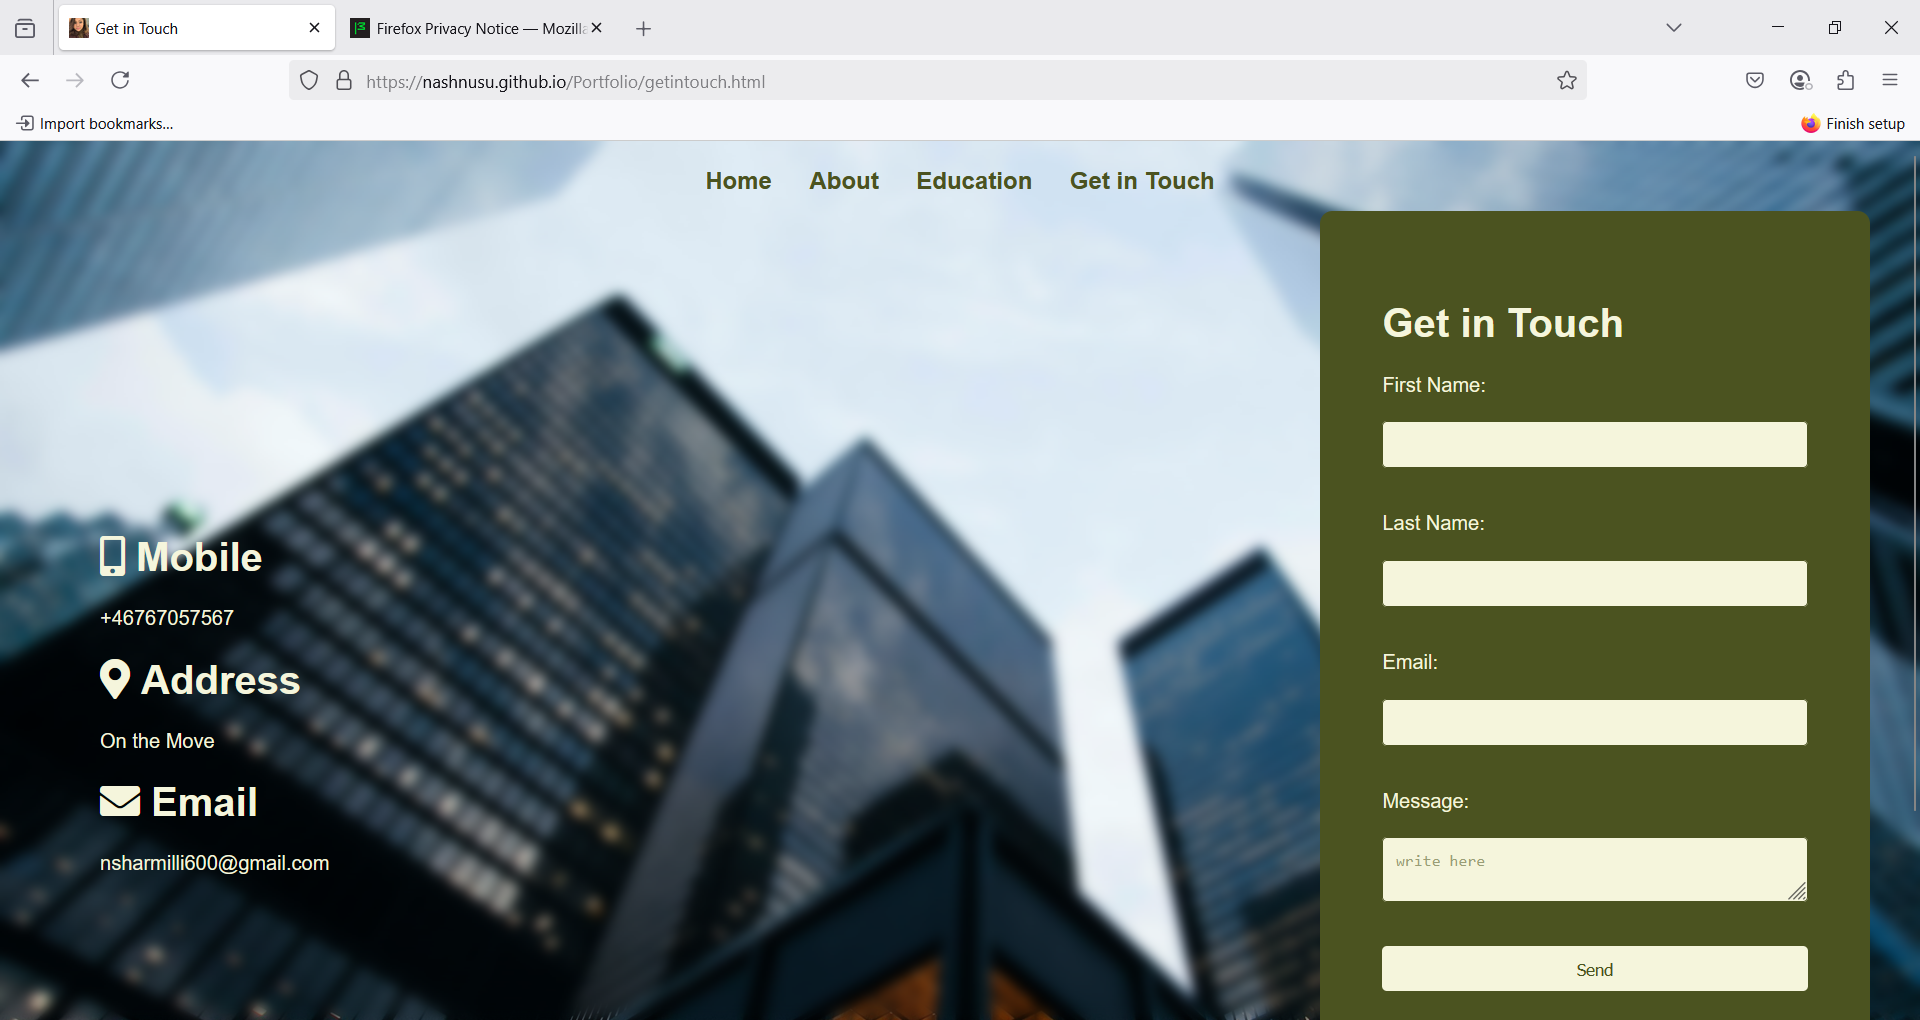 Get in Touch
Firefox Privacy Notice — Mozill
https://nashnusu.github.io/Portfolio/getintouch.html
Import bookmarks...
Finish setup
Home About Education Get in Touch
Mobile
+46767057567
Address
On the Move
Email
nsharmilli600@gmail.com
Get in Touch
First Name:
Last Name:
Email:
Message:
write here
Send